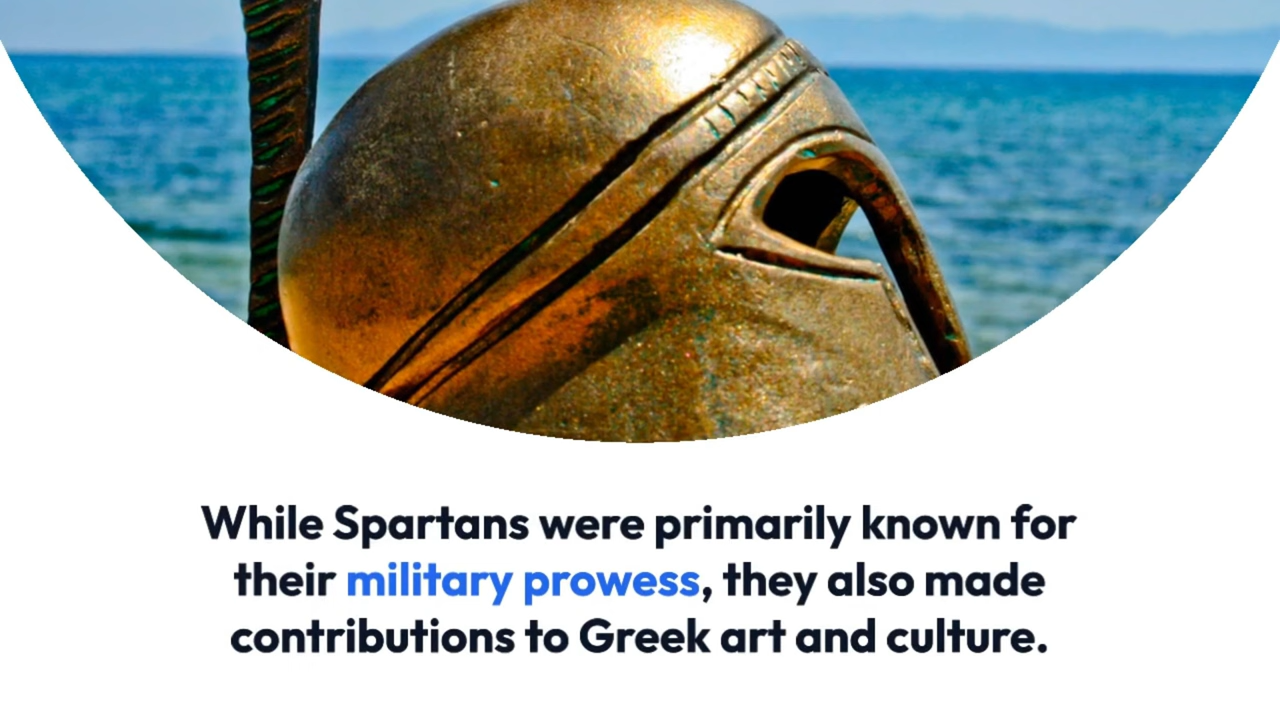 While Spartans were primarily known for
their military prowess, they also made
contributions to Greek art and culture.